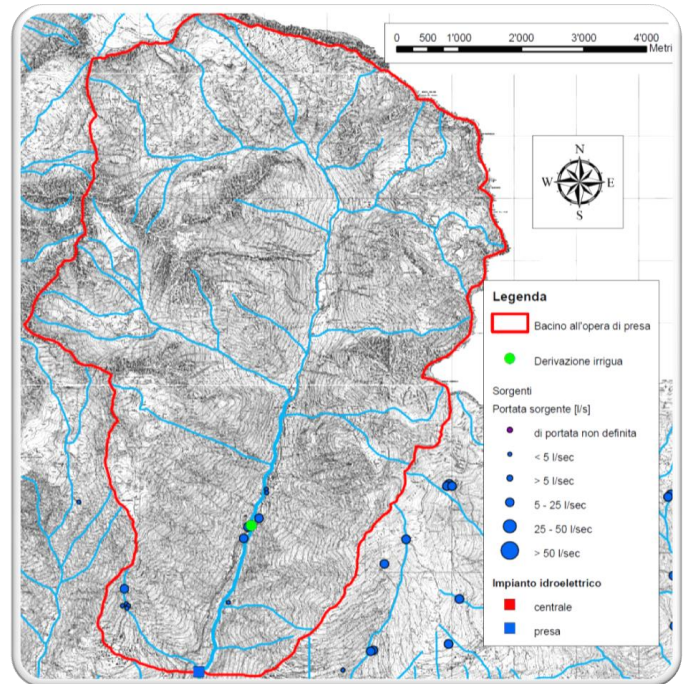 0 500 1'000 2'000 3'000 4'000
Metri
N
W E
S
Legenda
Bacino all'opera di presa
Derivazione irrigua
Sorgenti
Portata sorgente [l/s]
di portata non definita
< 5 l/sec
> 5 l/sec
5 - 25 l/sec
25 - 50 l/sec
> 50 l/sec
Impianto idroelettrico
centrale
presa